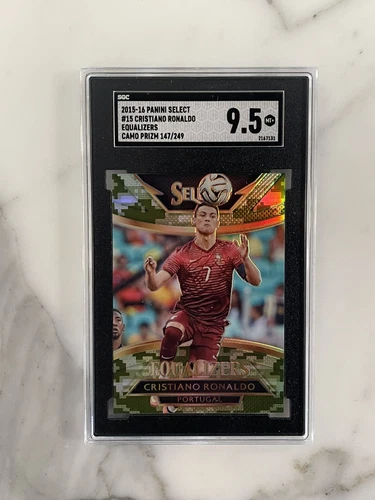 SGC
2015-16 PANINI SELECT
#15 CRISTIANO RONALDO
EQUALIZERS
CAMO PRIZM 147/249
9.5 MT+
2167131
SELECT
7
EQUALIZERS
CRISTIANO RONALDO
PORTUGAL